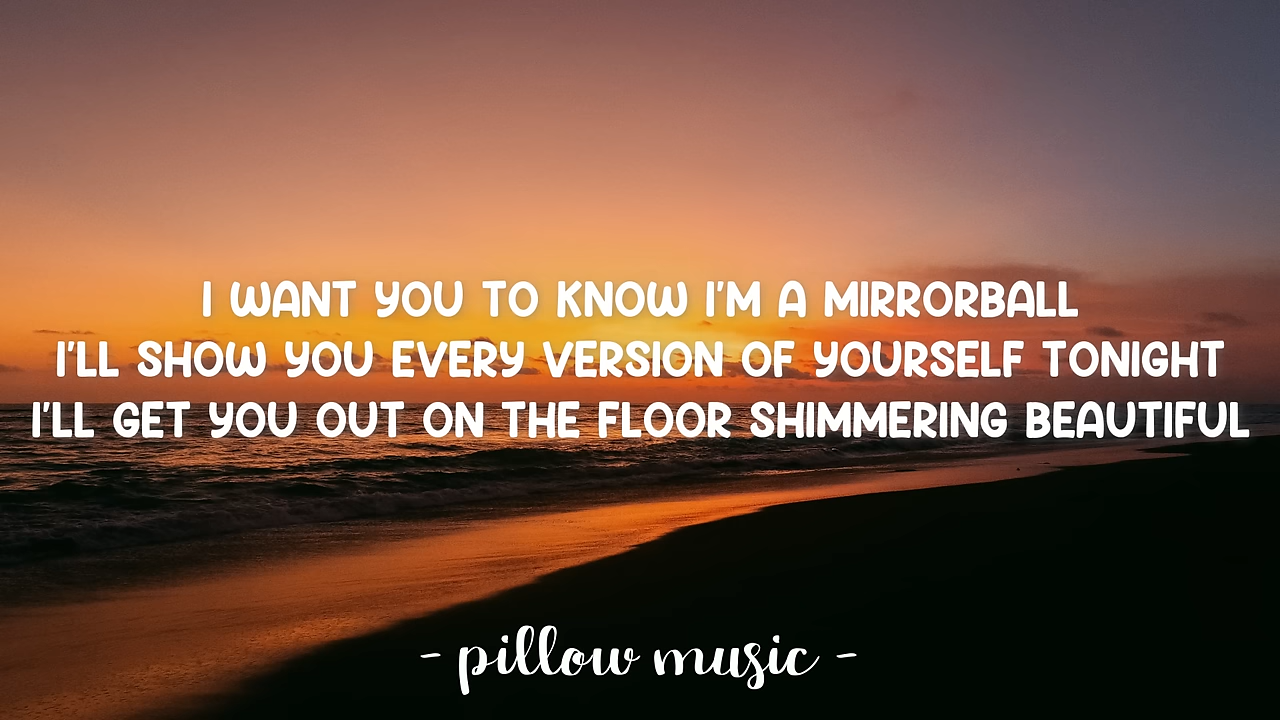 I WANT YOU TO KNOW I'M A MIRRORBALL
I'LL SHOW YOU EVERY VERSION OF YOURSELF TONIGHT
I'LL GET YOU OUT ON THE FLOOR SHIMMERING BEAUTIFUL
- pillow music -